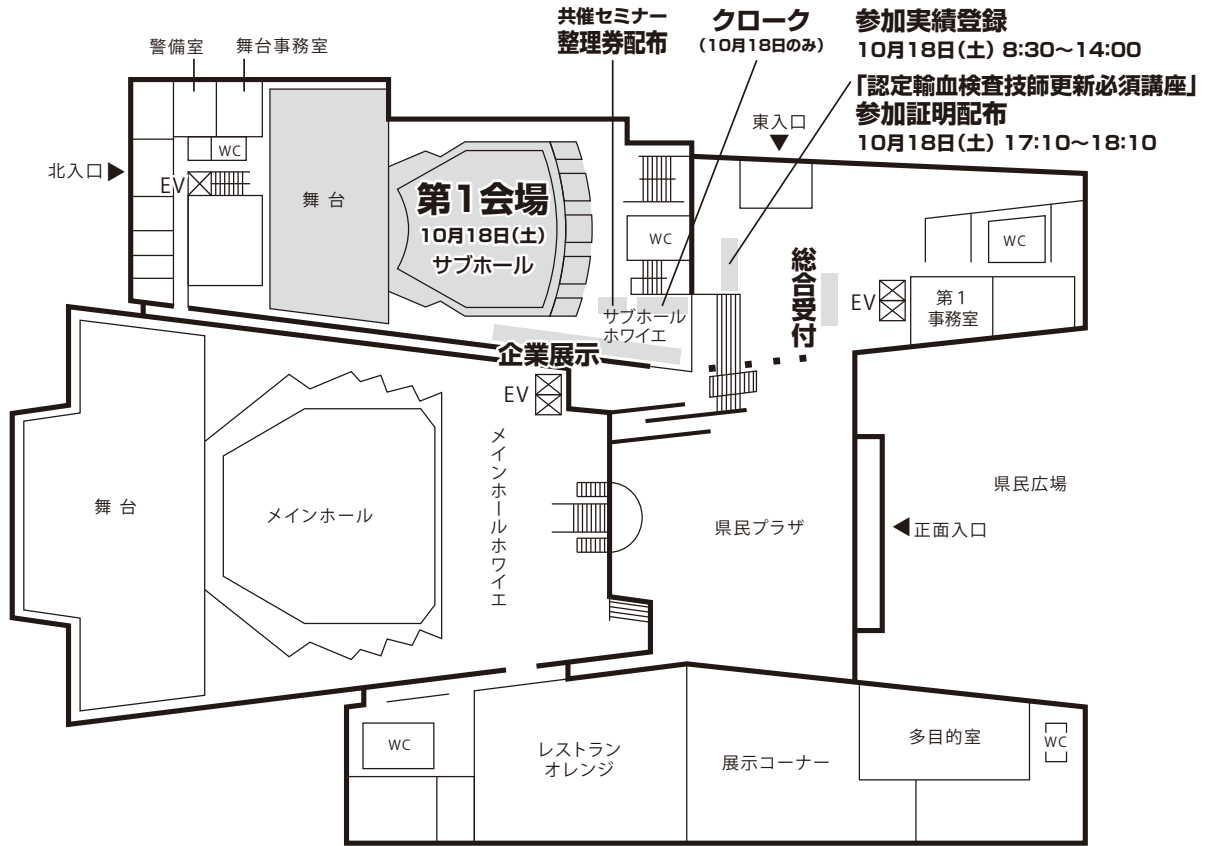 共催セミナー
整理券配布
クローク
(10月18日のみ)
参加実績登録
10月18日(土) 8:30〜14:00
「認定輸血検査技師更新必須講座」
参加証明配布
10月18日(土) 17:10〜18:10
警備室
舞台事務室
東入口
北入口
WC
EV
舞 台
第1会場
10月18日(土)
サブホール
WC
WC
総合受付
EV
第1
事務室
サブホール
ホワイエ
企業展示
EV
メインホールホワイエ
舞 台
メインホール
県民プラザ
正面入口
県民広場
WC
レストラン
オレンジ
展示コーナー
多目的室
WC